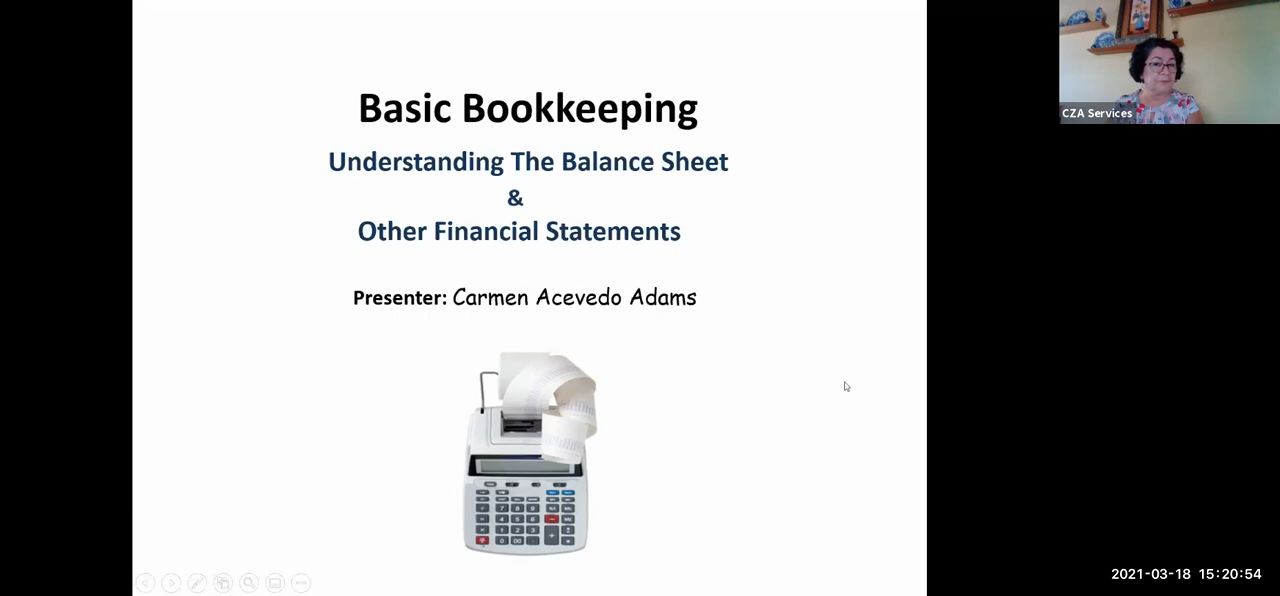 Basic Bookkeeping
Understanding The Balance Sheet
&
Other Financial Statements
Presenter: Carmen Acevedo Adams
CZA Services
2021-03-18 15:20:54